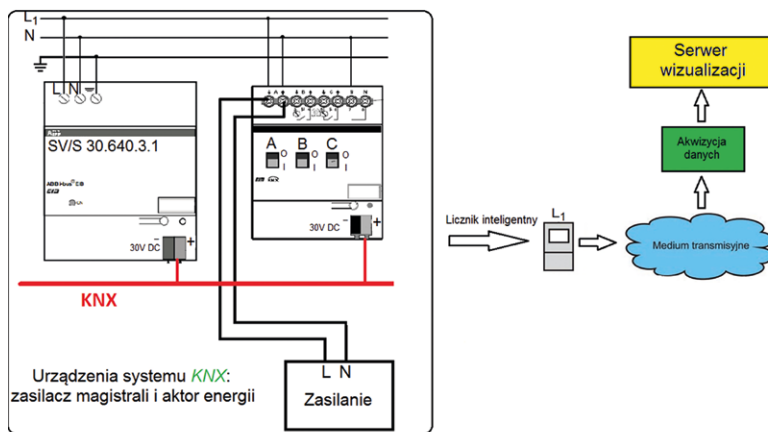 L1
N
L N
SV/S 30.640.3.1
30V DC
- +
A B C
O O O
I I I
30V DC
- +
KNX
L N
Zasilanie
Urządzenia systemu KNX:
zasilacz magistrali i aktor energii
Licznik inteligentny
L1
Medium transmisyjne
Akwizycja
danych
Serwer
wizualizacji